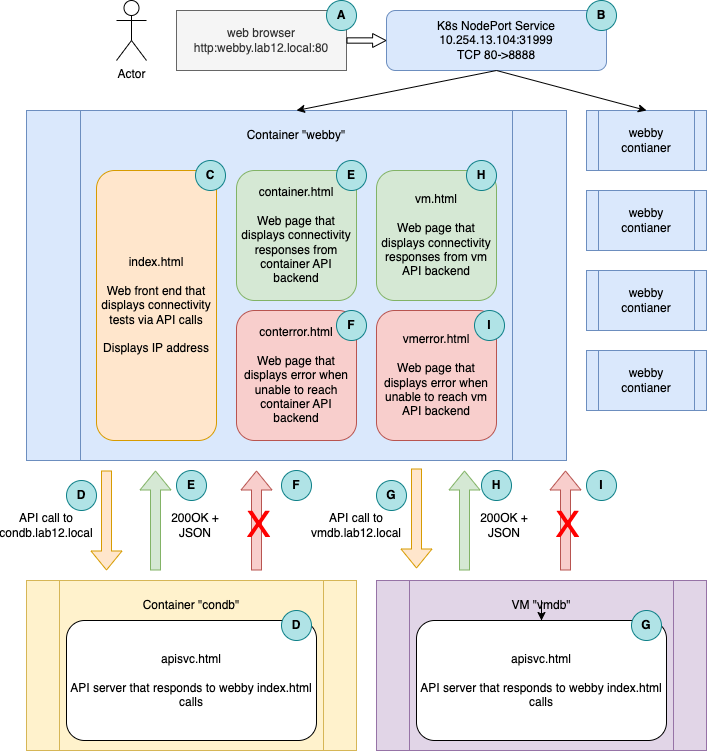 A
B
web browser
http:webby.lab12.local:80
K8s NodePort Service
10.254.13.104:31999
TCP 80->8888
Actor
Container "webby"
C
index.html
Web front end that
displays connectivity
tests via API calls
Displays IP address
E
container.html
Web page that
displays connectivity
responses from
container API
backend
H
vm.html
Web page that
displays connectivity
responses from vm
API backend
F
conterror.html
Web page that
displays error when
unable to reach
container API
backend
I
vmerror.html
Web page that
displays error when
unable to reach vm
API backend
webby
contianer
webby
contianer
webby
contianer
webby
contianer
D
API call to
condb.lab12.local
E
200OK +
JSON
F
X
G
API call to
vmdb.lab12.local
H
200OK +
JSON
I
X
Container "condb"
D
apisvc.html
API server that responds to webby index.html
calls
VM "vmdb"
G
apisvc.html
API server that responds to webby index.html
calls